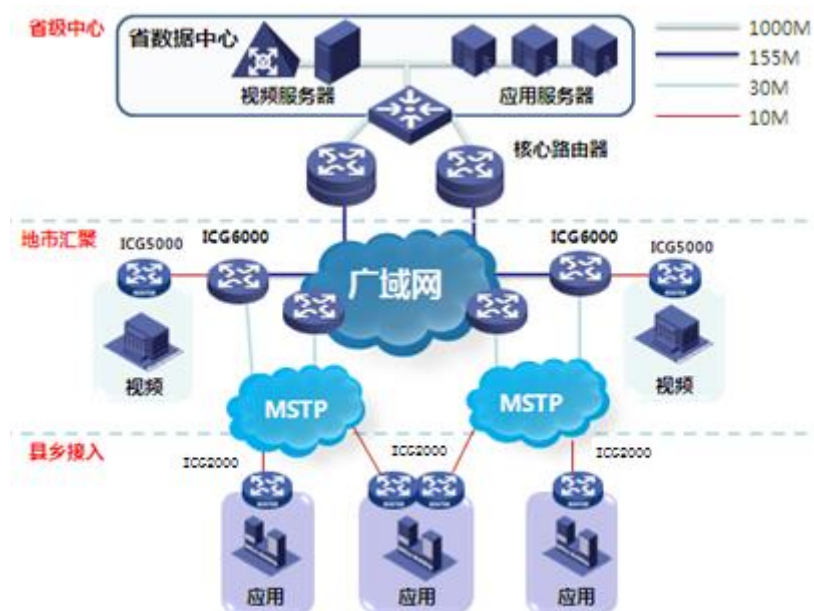 省级中心
省数据中心
视频服务器
应用服务器
1000M
155M
30M
10M
核心路由器
地市汇聚
ICG5000
ICG6000
广域网
ICG6000
ICG5000
视频
MSTP
MSTP
视频
县乡接入
ICG2000
ICG2000
ICG2000
应用
应用
应用